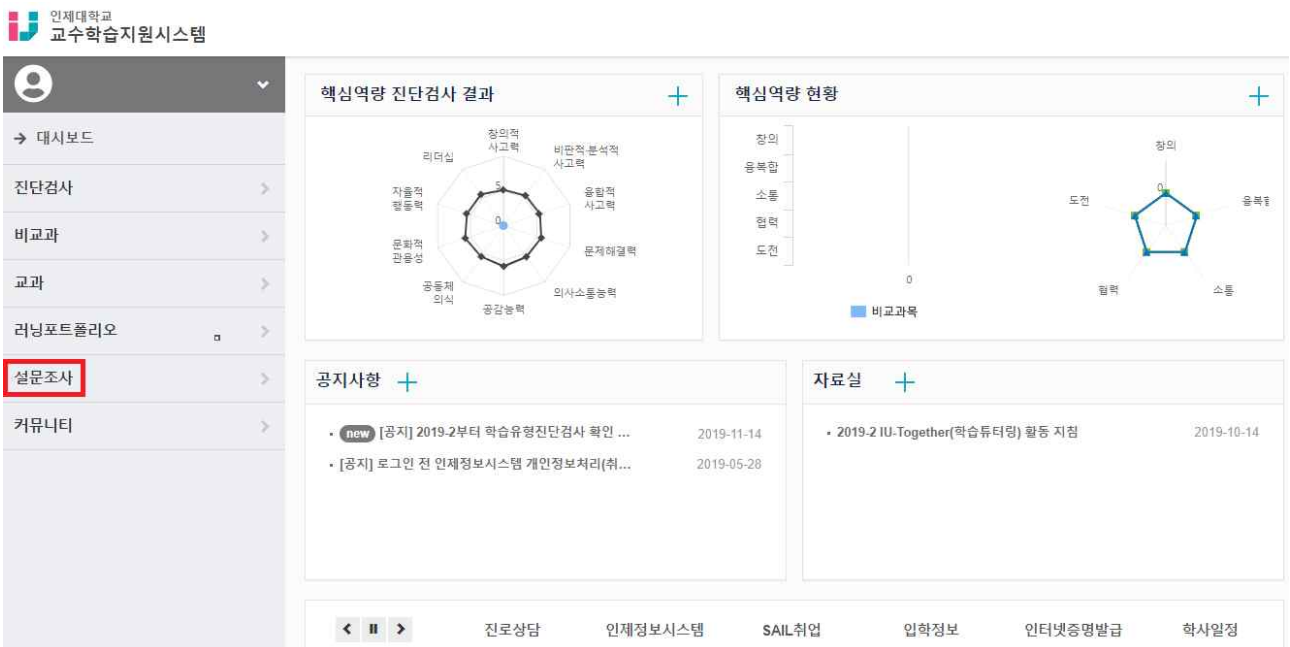 인제대학교
교수학습지원시스템
대시보드
진단검사
비교과
교과
러닝포트폴리오
설문조사
커뮤니티
핵심역량 진단검사 결과
창의적
사고력
비판적·분석적
사고력
융합적
사고력
문제해결력
의사소통능력
공감능력
공동체
의식
문화적
관용성
자율적
행동력
리더십
5
0
핵심역량 현황
창의
융복합
소통
협력
도전
0
비교과목
창의
융복합
소통
협력
도전
0
공지사항
new [공지] 2019-2부터 학습유형진단검사 확인 ... 2019-11-14
[공지] 로그인 전 인제정보시스템 개인정보처리(취... 2019-05-28
자료실
2019-2 IU-Together(학습튜터링) 활동 지침 2019-10-14
진로상담 인제정보시스템 SAIL취업 입학정보 인터넷증명발급 학사일정